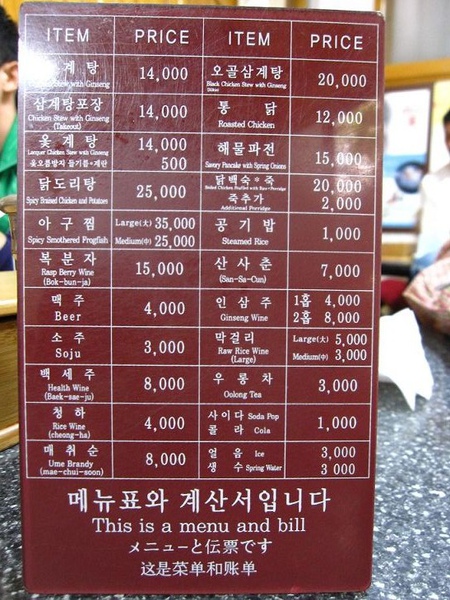 ITEM PRICE ITEM PRICE
계탕 14,000 오골삼계탕 20,000
Stew with Ginseng Black Chicken Stew with Ginseng
삼계탕포장 14,000 통 닭 12,000
Chicken Stew with Ginseng Roasted Chicken
(Takeout)
옻 계 탕 14,000 해물파전 15,000
Lacquer Chicken Stew with Ginseng Savory Pancake with Spring Onions
500
닭도리탕 25,000 닭백숙*죽 20,000
Spicy Braised Chicken and Potatoes
죽추가 2,000
Additional Porridge
아 구 찜 Large(大) 35,000 공 기 밥 1,000
Spicy Smothered Frogfish Medium(中) 25,000 Steamed Rice
복 분 자 15,000 산 사 춘 7,000
Rasp Berry Wine (San-Sa-Cun)
(Bok-bun-ja)
맥 주 4,000 인 삼 주 1홉 4,000
Beer Ginseng Wine 2홉 8,000
소 주 3,000 막걸리 Large(大) 5,000
Soju Raw Rice Wine Medium(中) 3,000
(Large)
백 세 주 8,000 우 롱 차 3,000
Health Wine Oolong Tea
(Baek-sae-ju)
청 하 4,000 사 이 다 Soda Pop 1,000
Rice Wine 콜 라 Cola
(cheong-ha)
매 취 순 8,000 얼 음 Ice 3,000
Ume Brandy 생 수 Spring Water 3 000
(mae-chui-soon)
메뉴표와 계산서입니다
This is a menu and bill
メニューと伝票です
这是菜单和账单